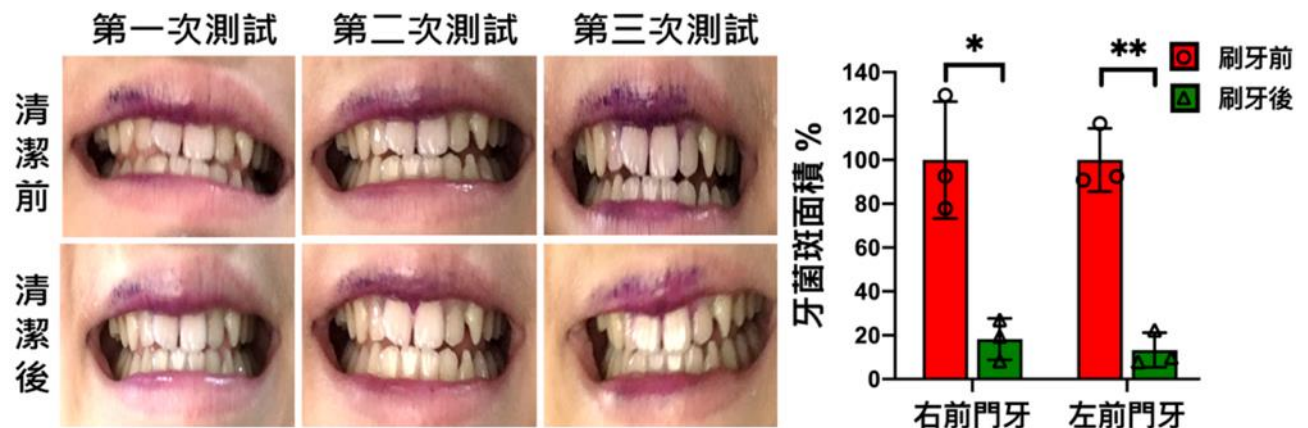 第一次測試
第二次測試
第三次測試
清潔前
清潔後
牙菌斑面積 %
140
120
100
80
60
40
20
0
*
**
刷牙前
刷牙後
右前門牙
左前門牙